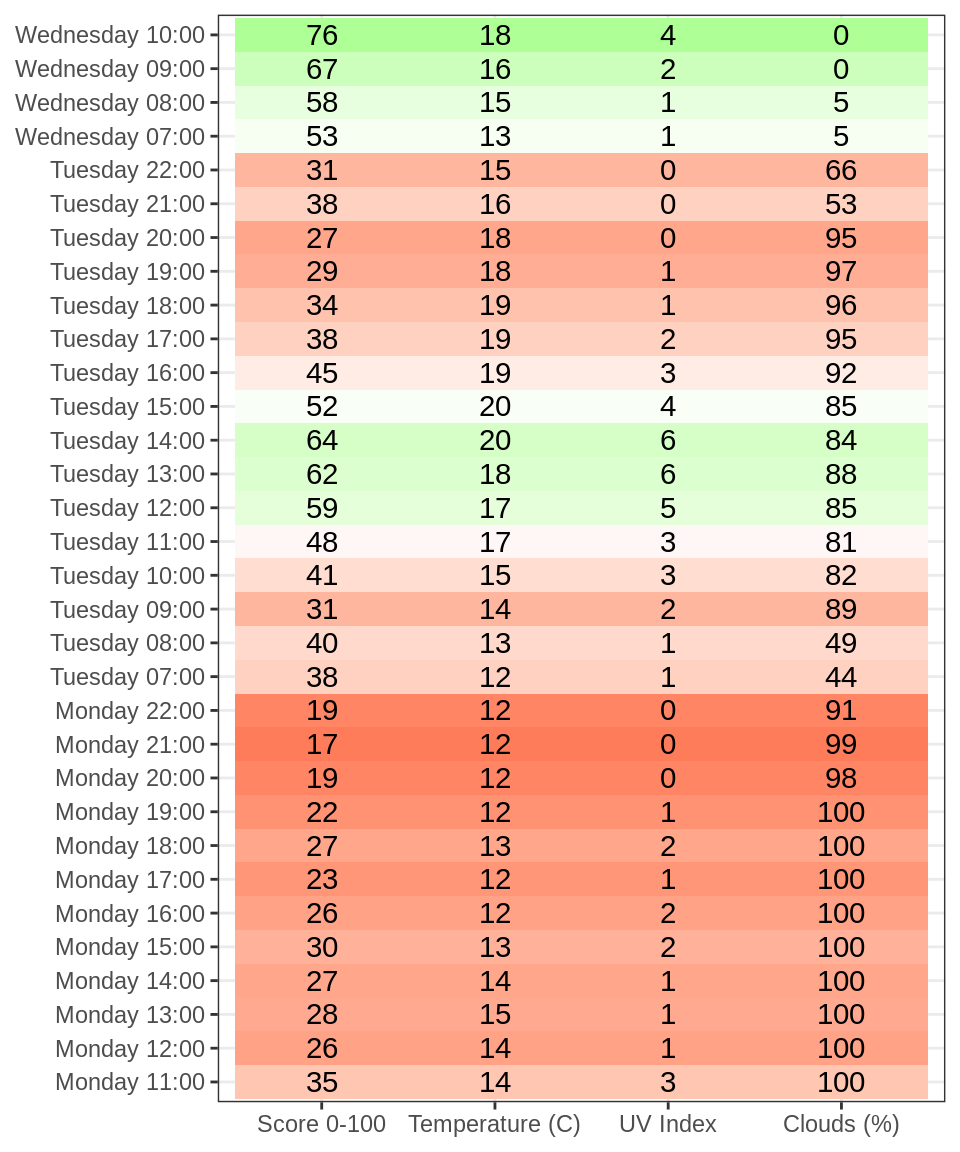 Wednesday 10:00 76 18 4 0
Wednesday 09:00 67 16 2 0
Wednesday 08:00 58 15 1 5
Wednesday 07:00 53 13 1 5
Tuesday 22:00 31 15 0 66
Tuesday 21:00 38 16 0 53
Tuesday 20:00 27 18 0 95
Tuesday 19:00 29 18 1 97
Tuesday 18:00 34 19 1 96
Tuesday 17:00 38 19 2 95
Tuesday 16:00 45 19 3 92
Tuesday 15:00 52 20 4 85
Tuesday 14:00 64 20 6 84
Tuesday 13:00 62 18 6 88
Tuesday 12:00 59 17 5 85
Tuesday 11:00 48 17 3 81
Tuesday 10:00 41 15 3 82
Tuesday 09:00 31 14 2 89
Tuesday 08:00 40 13 1 49
Tuesday 07:00 38 12 1 44
Monday 22:00 19 12 0 91
Monday 21:00 17 12 0 99
Monday 20:00 19 12 0 98
Monday 19:00 22 12 1 100
Monday 18:00 27 13 2 100
Monday 17:00 23 12 1 100
Monday 16:00 26 12 2 100
Monday 15:00 30 13 2 100
Monday 14:00 27 14 1 100
Monday 13:00 28 15 1 100
Monday 12:00 26 14 1 100
Monday 11:00 35 14 3 100
Score 0-100 Temperature (C) UV Index Clouds (%)